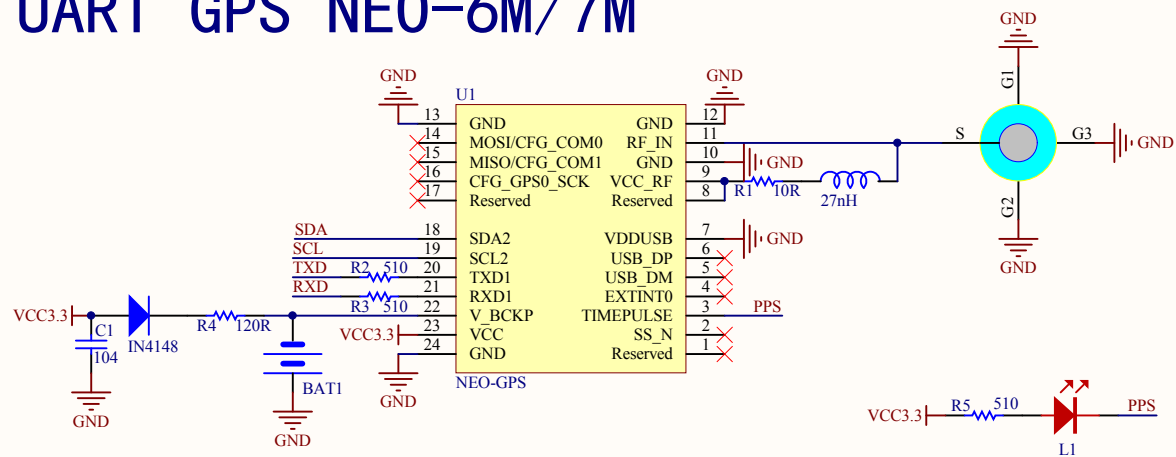 UART GPS NEO-6M/7M
GND
GND
GND
U1
G1
13 GND
GND 12
14 MOSI/CFG_COM0
RF_IN 11
S
G3
GND
15 MISO/CFG_COM1
GND 10
GND
16 CFG_GPS0_SCK
VCC_RF 9
17 Reserved
Reserved 8
R1 10R
27nH
G2
SDA
18 SDA2
VDDUSB 7
GND
SCL
19 SCL2
USB_DP 6
GND
TXD
R2 510
20 TXD1
USB_DM 5
RXD
R3 510
21 RXD1
EXTINT0 4
VCC3.3
22 V_BCKP
TIMEPULSE 3
PPS
C1
104
IN4148
R4 120R
VCC3.3
23 VCC
SS_N 2
24 GND
Reserved 1
NEO-GPS
BAT1
GND
GND
GND
VCC3.3
R5 510
PPS
L1